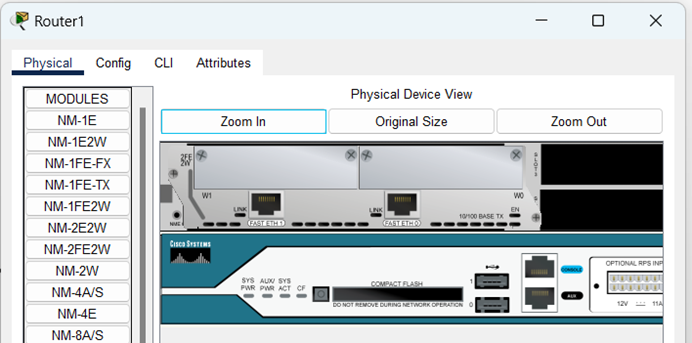 Router1
Physical Config CLI Attributes
MODULES
NM-1E
NM-1E2W
NM-1FE-FX
NM-1FE-TX
NM-1FE2W
NM-2E2W
NM-2FE2W
NM-2W
NM-4A/S
NM-4E
NM-8A/S
Physical Device View
Zoom In Original Size Zoom Out
2FE
2W
W1
W0
LINK
LINK
EN
FAST ETH 1
FAST ETH 0
10/100 BASE TX
CISCO SYSTEMS
SYS PWR
AUX/ PWR
SYS ACT
CF
COMPACT FLASH
DO NOT REMOVE DURING NETWORK OPERATION
1
0
CONSOLE
AUX
OPTIONAL RPS INP
12V 11A